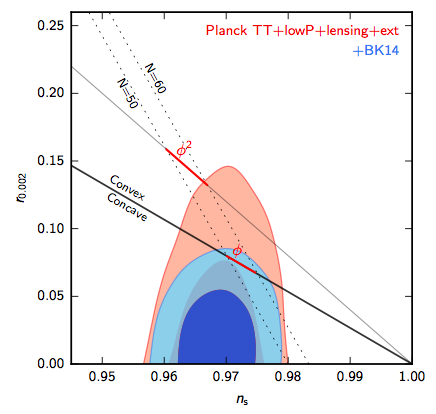 Planck TT+lowP+lensing+ext
+BK14
N=50
N=60
ϕ²
Convex
Concave
ϕ
r0.002
0.25
0.20
0.15
0.10
0.05
0.00
0.95
0.96
0.97
0.98
0.99
1.00
ns